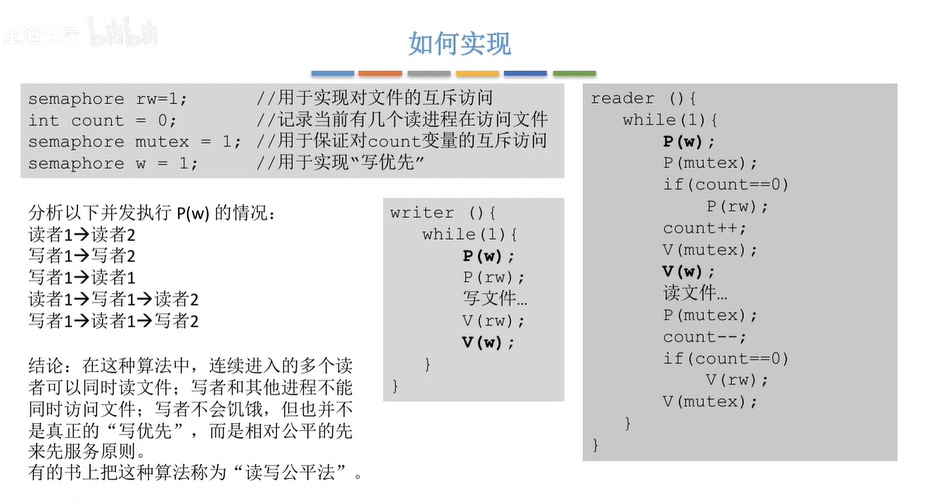 如何实现
semaphore rw=1; //用于实现对文件的互斥访问
int count = 0; //记录当前有几个读进程在访问文件
semaphore mutex = 1; //用于保证对count变量的互斥访问
semaphore w = 1; //用于实现“写优先”
分析以下并发执行 P(w) 的情况：
读者1→读者2
写者1→写者2
写者1→读者1
读者1→写者1→读者2
写者1→读者1→写者2
结论：在这种算法中，连续进入的多个读
者可以同时读文件；写者和其他进程不能
同时访问文件；写者不会饥饿，但也并不
是真正的“写优先”，而是相对公平的先
来先服务原则。
有的书上把这种算法称为“读写公平法”。
writer (){
while(1){
P(w);
P(rw);
写文件…
V(rw);
V(w);
}
}
reader (){
while(1){
P(w);
P(mutex);
if(count==0)
P(rw);
count++;
V(mutex);
V(w);
读文件…
P(mutex);
count--;
if(count==0)
V(rw);
V(mutex);
}
}